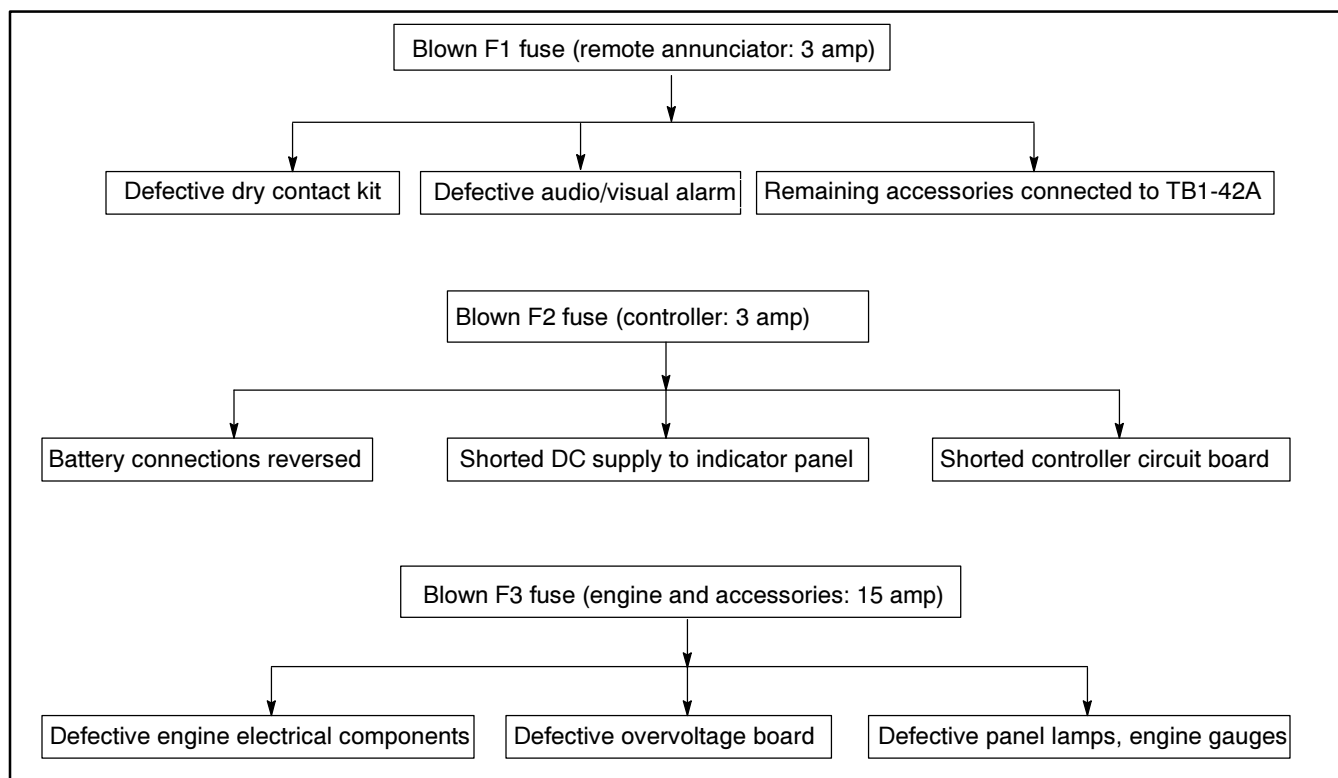 Blown F1 fuse (remote annunciator: 3 amp)
Defective dry contact kit
Defective audio/visual alarm
Remaining accessories connected to TB1-42A
Blown F2 fuse (controller: 3 amp)
Battery connections reversed
Shorted DC supply to indicator panel
Shorted controller circuit board
Blown F3 fuse (engine and accessories: 15 amp)
Defective engine electrical components
Defective overvoltage board
Defective panel lamps, engine gauges